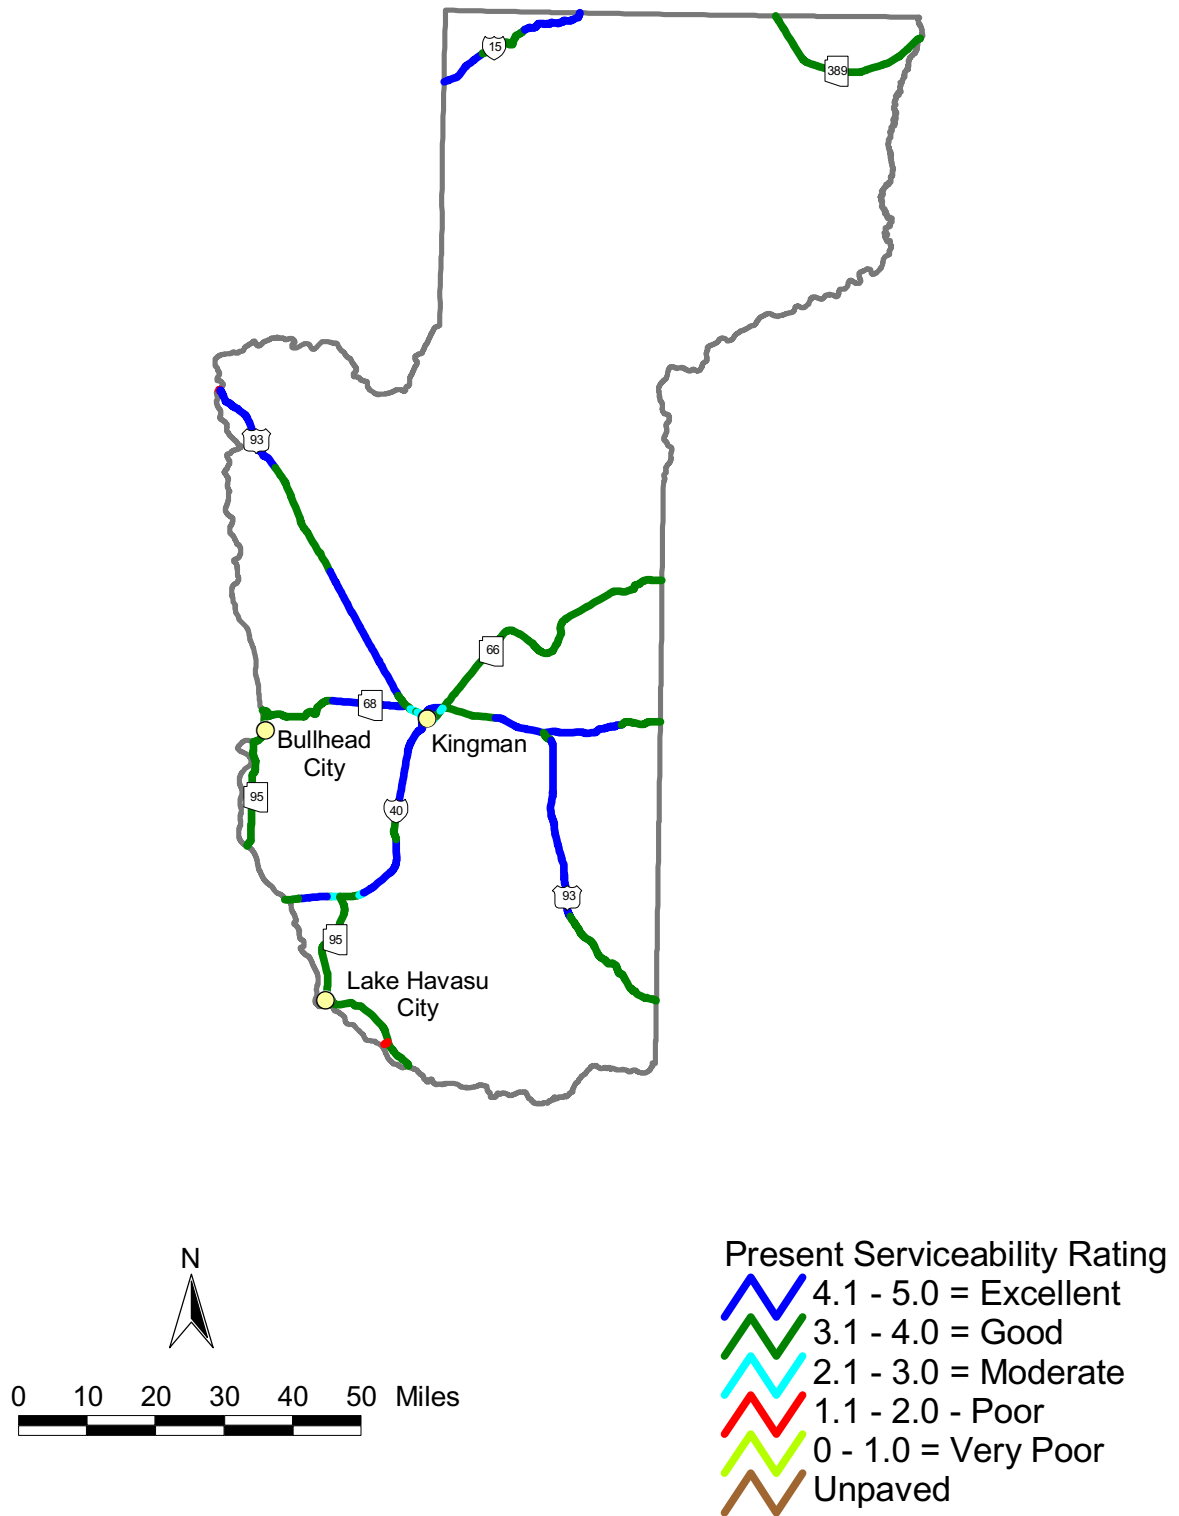 15
389
93
66
68
Bullhead
City
Kingman
95
40
93
95
Lake Havasu
City
N
0 10 20 30 40 50 Miles
Present Serviceability Rating
4.1 - 5.0 = Excellent
3.1 - 4.0 = Good
2.1 - 3.0 = Moderate
1.1 - 2.0 - Poor
0 - 1.0 = Very Poor
Unpaved